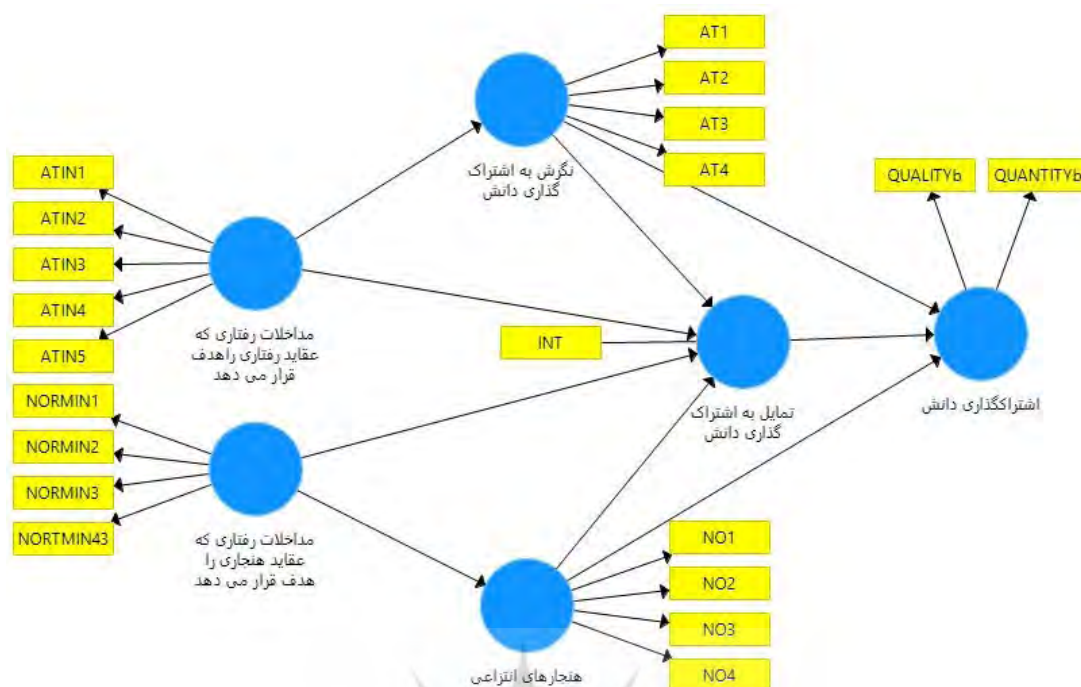 AT1
AT2
AT3
AT4
نگرش به اشتراک
گذاری دانش
QUALITYb
QUANTITYb
ATIN1
ATIN2
ATIN3
ATIN4
ATIN5
مداخلات رفتاری که
عقاید رفتاری راهدف
قرار می دهد
INT
تمایل به اشتراک
گذاری دانش
اشتراکگذاری دانش
NORMIN1
NORMIN2
NORMIN3
NORTMIN43
مداخلات رفتاری که
عقاید هنجاری را
هدف قرار می دهد
NO1
NO2
NO3
NO4
هنجارهای انتزاعی